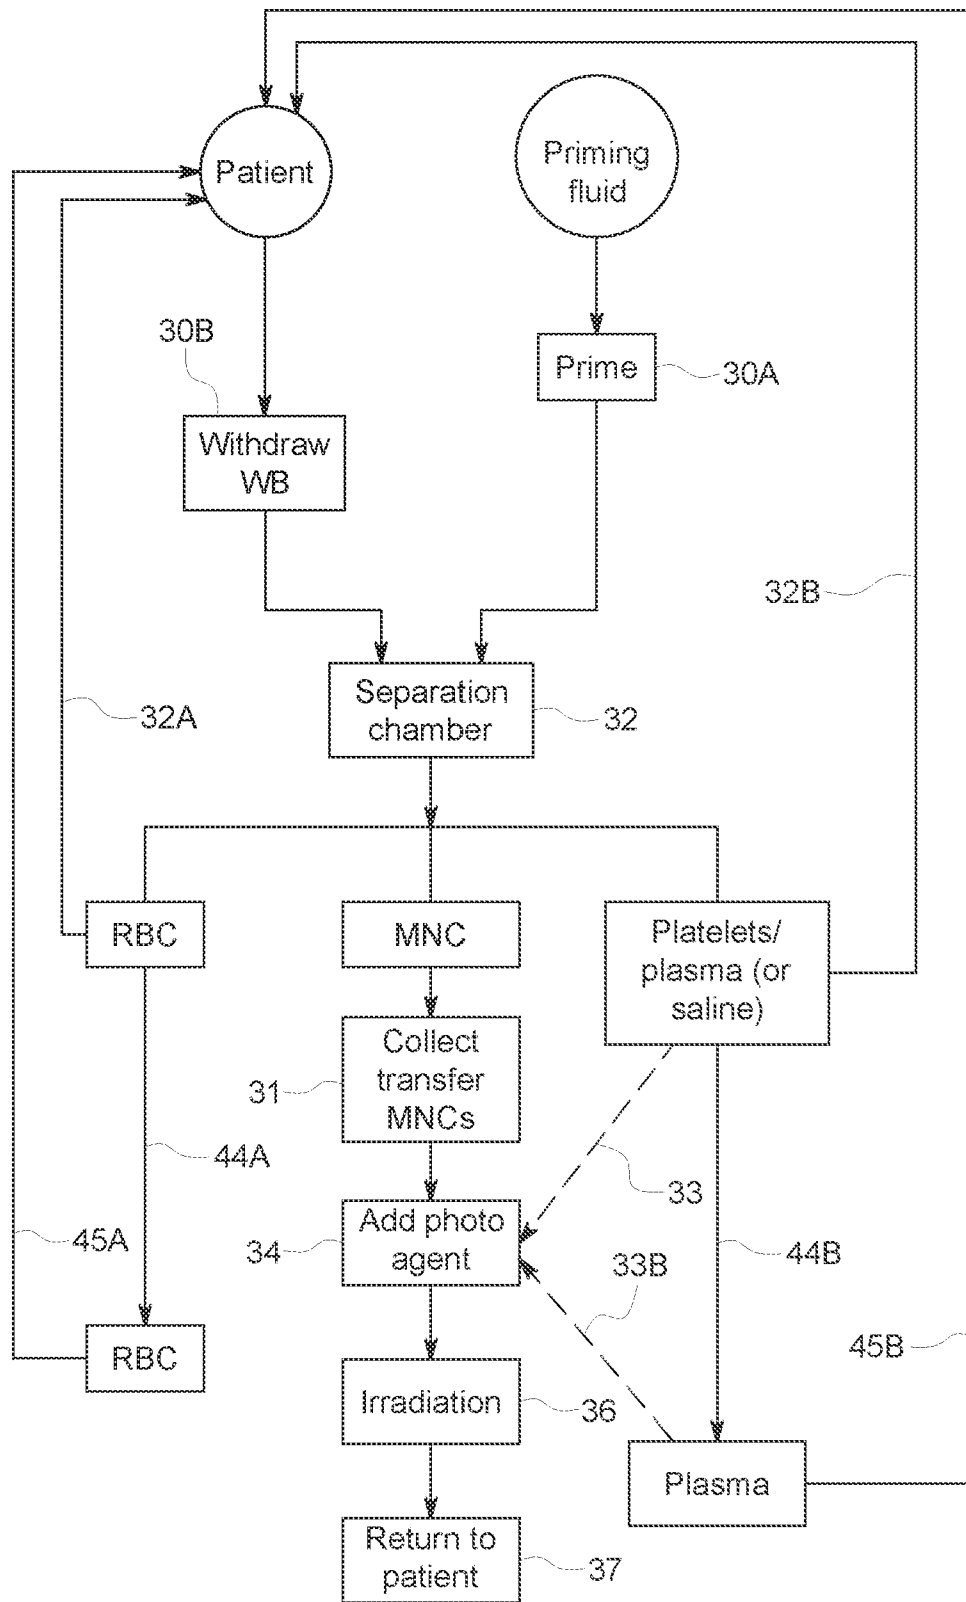 Patient
Priming
fluid
30B
Prime
30A
Withdraw
WB
32B
Separation
chamber
32
32A
RBC
MNC
Platelets/
plasma (or
saline)
Collect
transfer
MNCs
31
44A
33
Add photo
agent
34
45A
33B
44B
RBC
45B
Irradiation
36
Plasma
Return to
patient
37